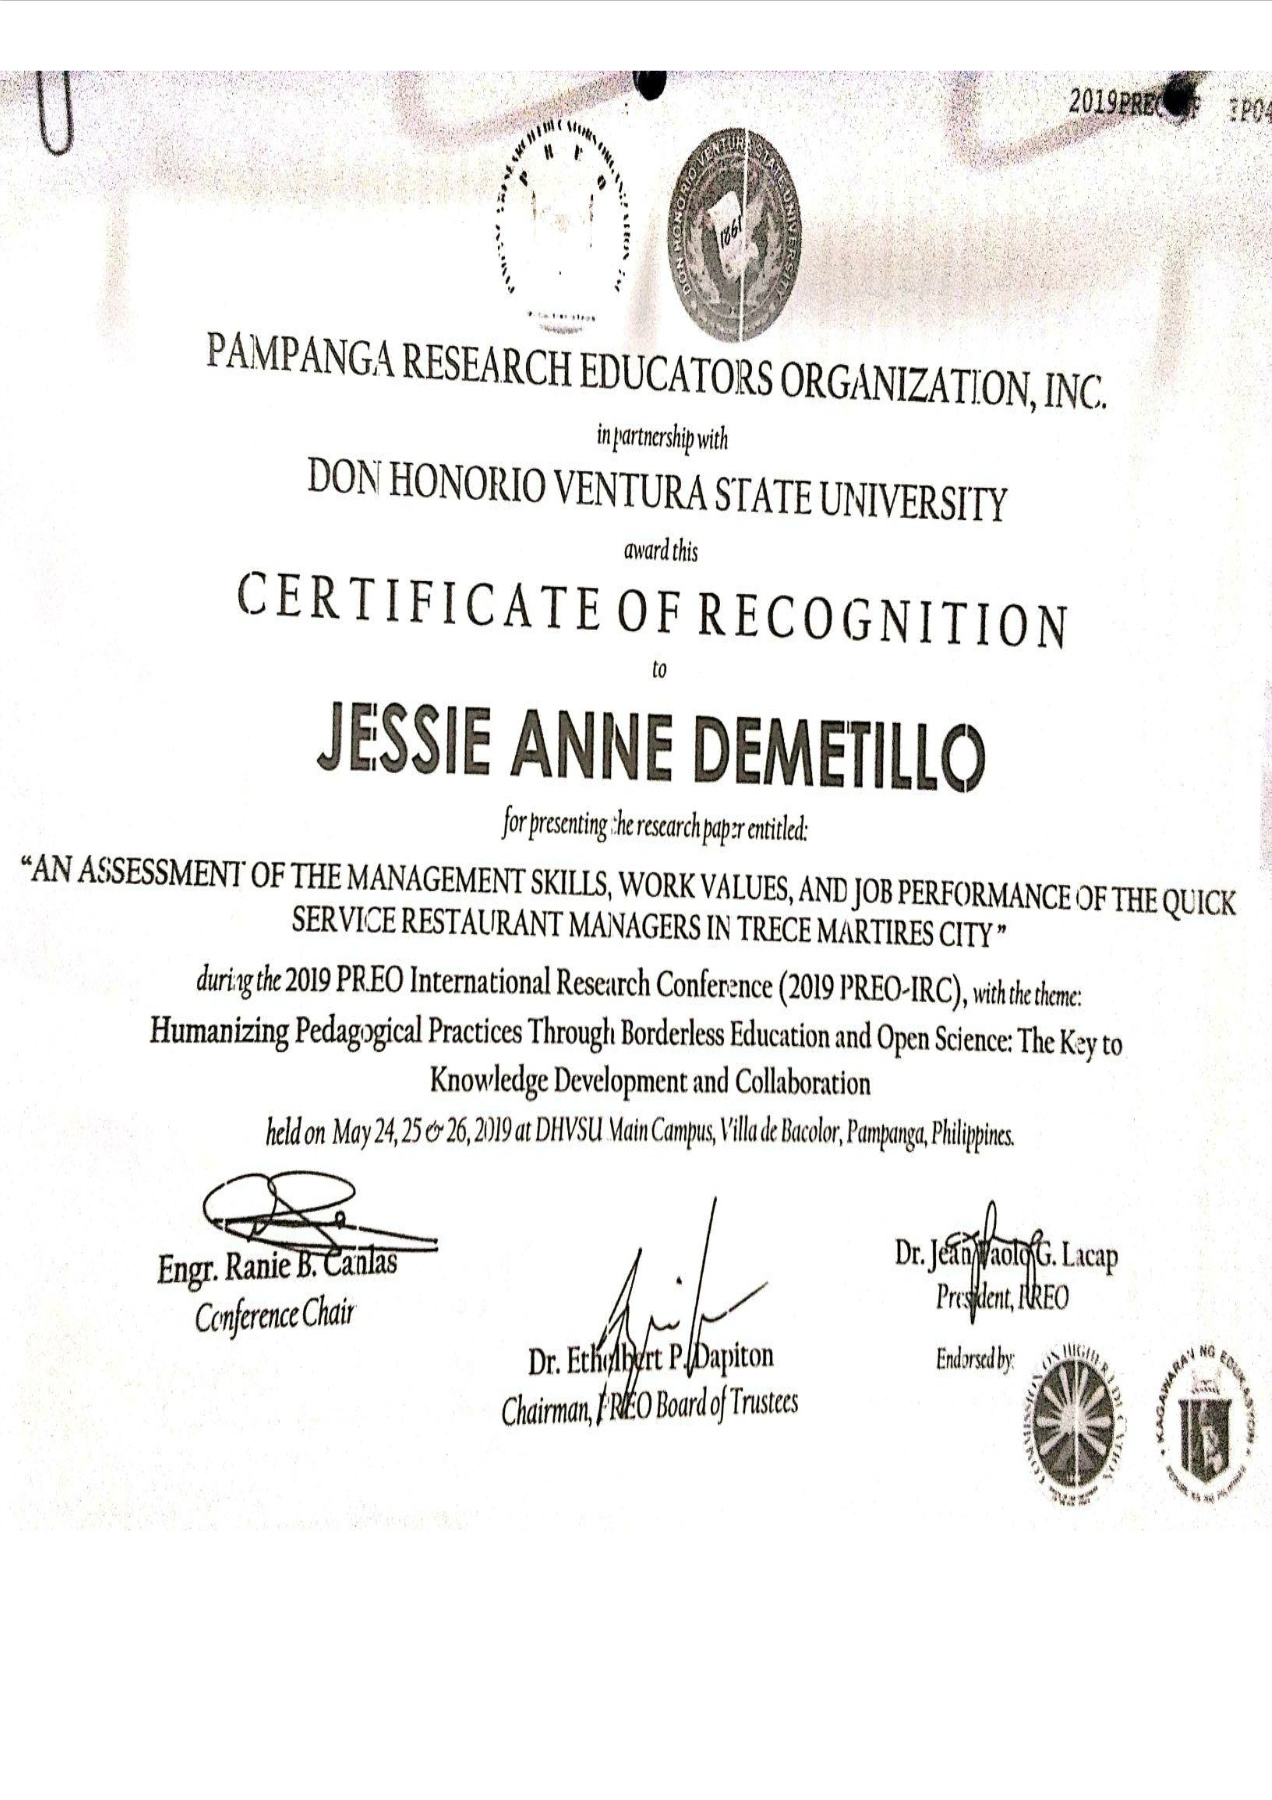 PREO
DON HONORIO VENTURA STATE UNIVERSITY
1861
PAMPANGA RESEARCH EDUCATORS ORGANIZATION, INC.
in partnership with
DON HONORIO VENTURA STATE UNIVERSITY
award this
CERTIFICATE OF RECOGNITION
to
JESSIE ANNE DEMETILLO
for presenting the research paper entitled:
“AN ASSESSMENT OF THE MANAGEMENT SKILLS, WORK VALUES, AND JOB PERFORMANCE OF THE QUICK
SERVICE RESTAURANT MANAGERS IN TRECE MARTIRES CITY”
during the 2019 PREO International Research Conference (2019 PREO-IRC), with the theme:
Humanizing Pedagogical Practices Through Borderless Education and Open Science: The Key to
Knowledge Development and Collaboration
held on May 24, 25 & 26, 2019 at DHVSU Main Campus, Villa de Bacolor, Pampanga, Philippines.
Engr. Ranie B. Canlas
Conference Chair
Dr. Ethelbert P. Dapiton
Chairman, PREO Board of Trustees
Dr. Jean Paolo G. Lacap
President, PREO
Endorsed by:
COMMISSION ON HIGHER EDUCATION
KAGAWARAN NG EDUKASYON
REPUBLIKA NG PILIPINAS